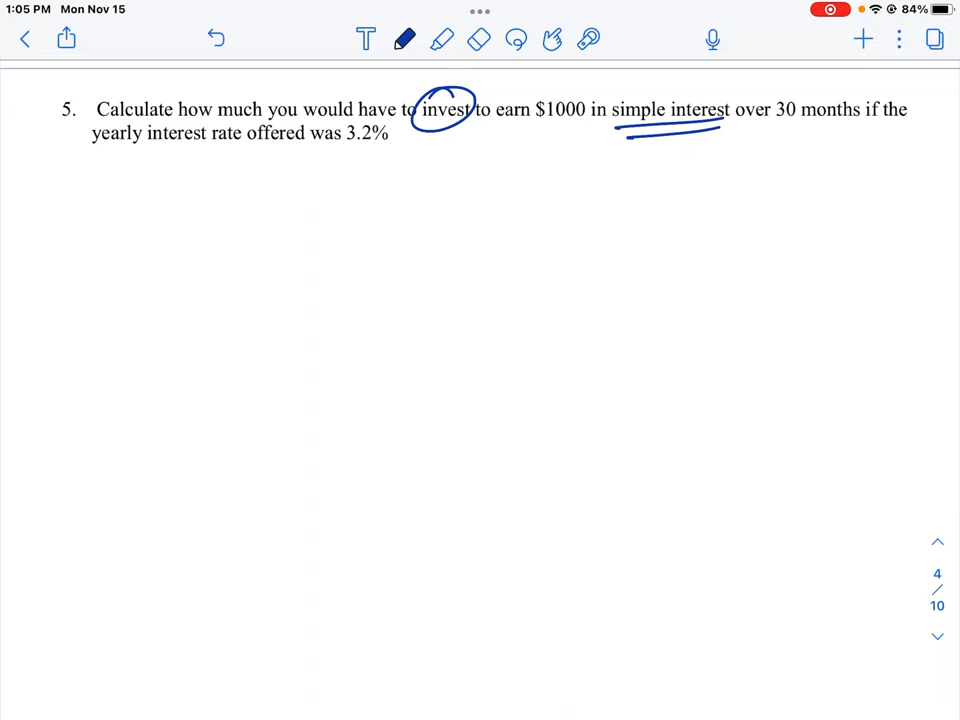 1:05 PM Mon Nov 15 84%
T
5. Calculate how much you would have to invest to earn $1000 in simple interest over 30 months if the
yearly interest rate offered was 3.2%
4
/
10